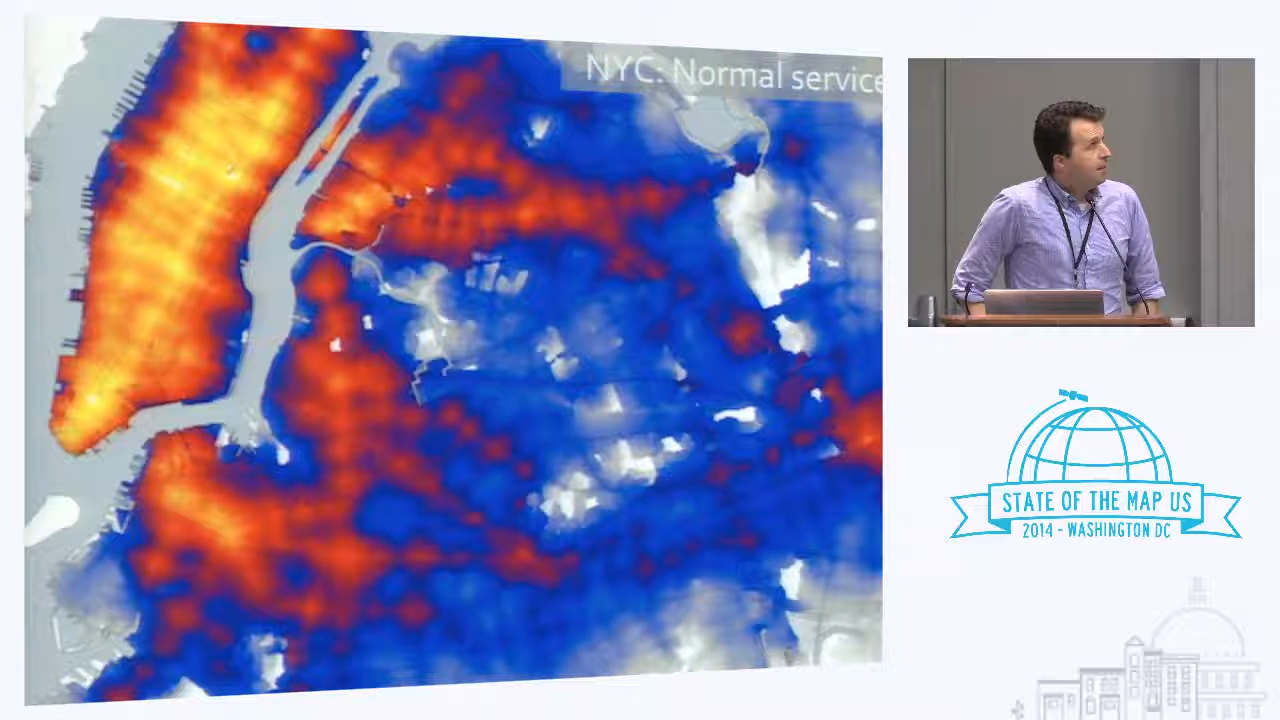 NYC: Normal service
STATE OF THE MAP US
2014 - WASHINGTON DC